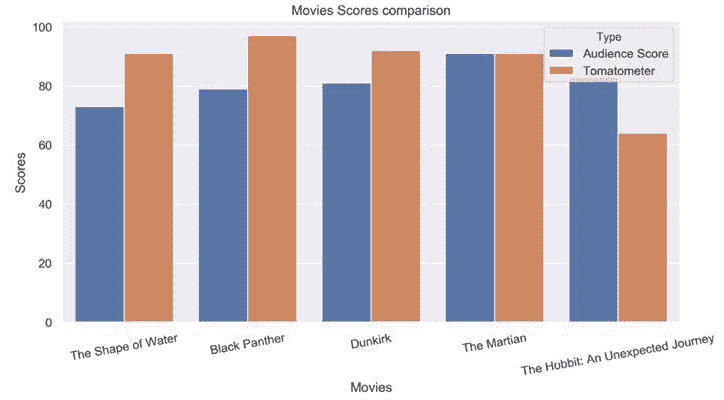 Movies Scores comparison
Type
Audience Score
Tomatometer
Scores
100
80
60
40
20
0
The Shape of Water
Black Panther
Dunkirk
The Martian
The Hobbit: An Unexpected Journey
Movies